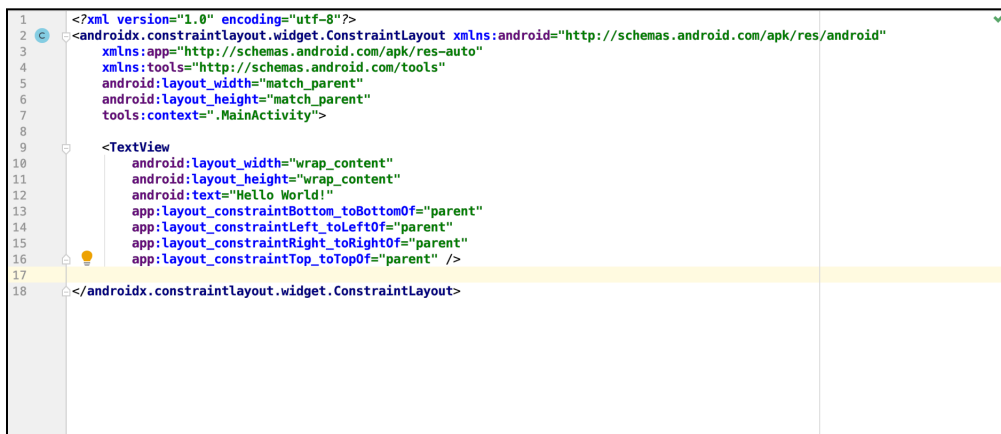 1 <?xml version="1.0" encoding="utf-8"?>
2 C <androidx.constraintlayout.widget.ConstraintLayout xmlns:android="http://schemas.android.com/apk/res/android"
3 xmlns:app="http://schemas.android.com/apk/res-auto"
4 xmlns:tools="http://schemas.android.com/tools"
5 android:layout_width="match_parent"
6 android:layout_height="match_parent"
7 tools:context=".MainActivity">
8
9 <TextView
10 android:layout_width="wrap_content"
11 android:layout_height="wrap_content"
12 android:text="Hello World!"
13 app:layout_constraintBottom_toBottomOf="parent"
14 app:layout_constraintLeft_toLeftOf="parent"
15 app:layout_constraintRight_toRightOf="parent"
16 app:layout_constraintTop_toTopOf="parent" />
17
18 </androidx.constraintlayout.widget.ConstraintLayout>